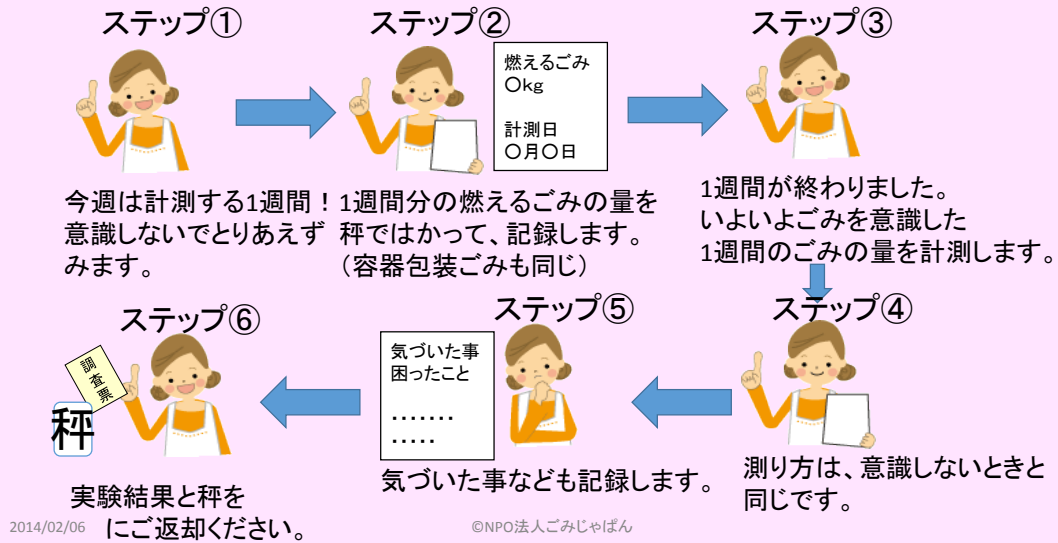 ステップ①
今週は計測する1週間！
意識しないでとりあえず
みます。
ステップ②
燃えるごみ
〇kg
計測日
〇月〇日
1週間分の燃えるごみの量を
秤ではかって、記録します。
（容器包装ごみも同じ）
ステップ③
1週間が終わりました。
いよいよごみを意識した
1週間のごみの量を計測します。
ステップ④
測り方は、意識しないときと
同じです。
ステップ⑤
気づいた事
困ったこと
‥‥‥．
‥‥．
気づいた事なども記録します。
ステップ⑥
調査票
秤
実験結果と秤を
にご返却ください。
2014/02/06
©NPO法人ごみじゃぱん